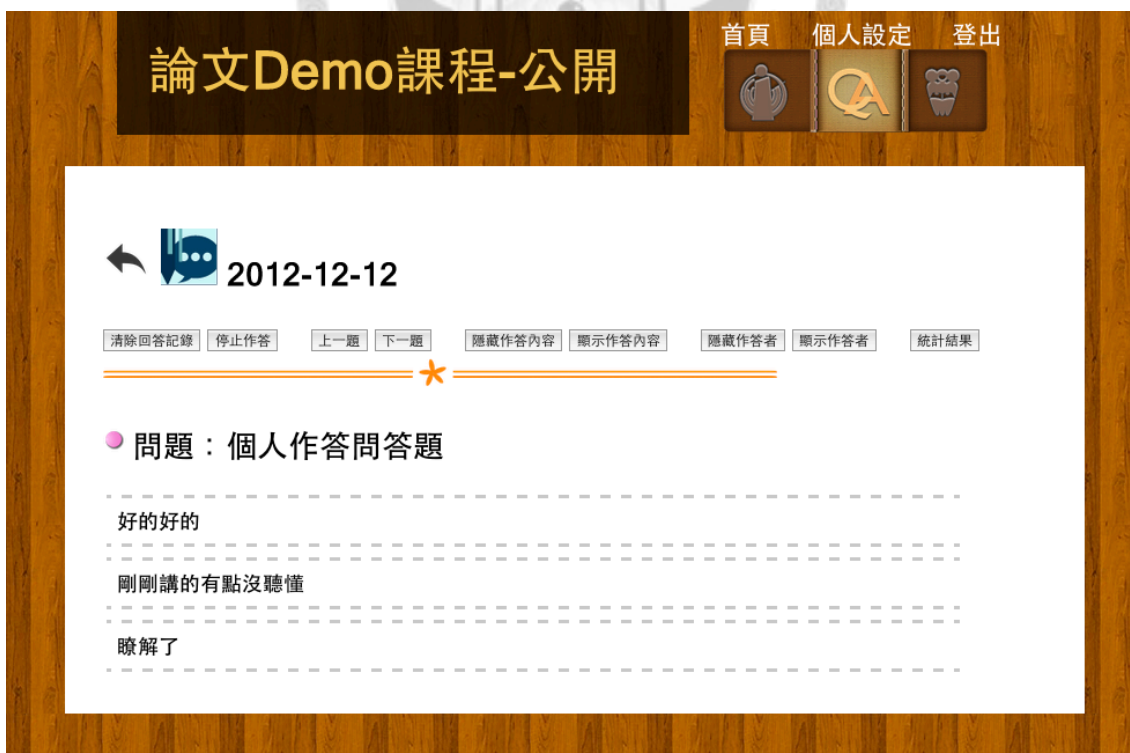 首頁 個人設定 登出
論文Demo課程-公開
QA
2012-12-12
清除回答記錄 停止作答 上一題 下一題 隱藏作答內容 顯示作答內容 隱藏作答者 顯示作答者 統計結果
問題：個人作答問答題
好的好的
剛剛講的有點沒聽懂
瞭解了